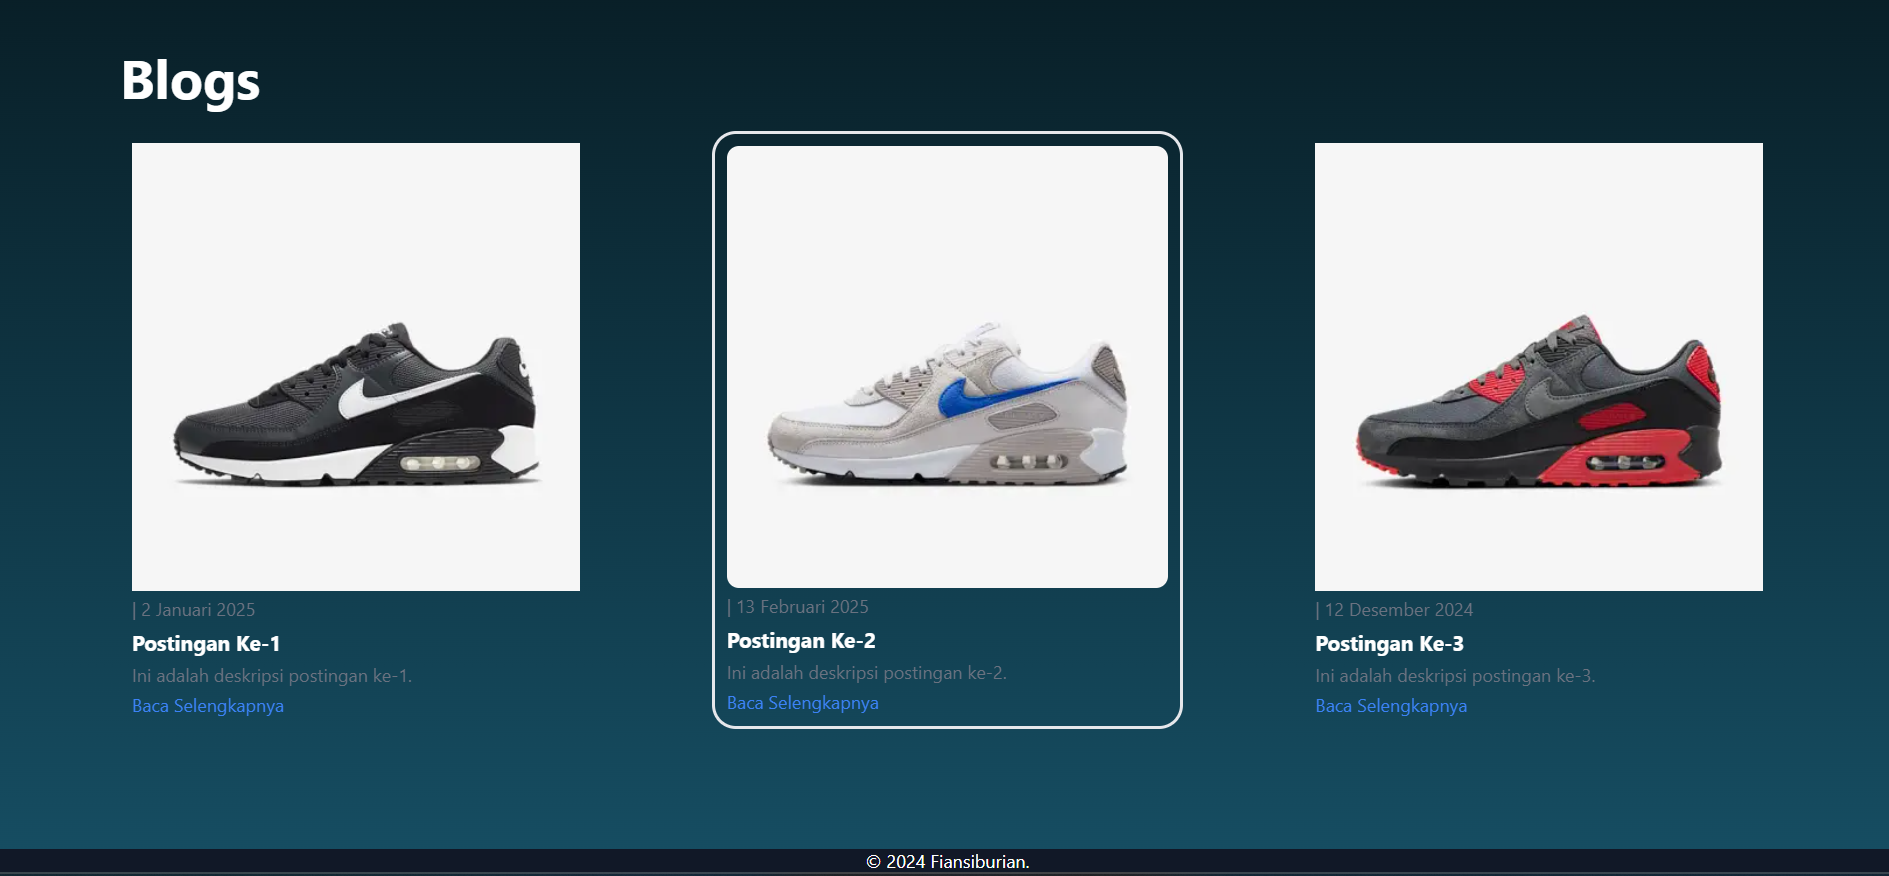 Blogs
| 2 Januari 2025
Postingan Ke-1
Ini adalah deskripsi postingan ke-1.
Baca Selengkapnya
| 13 Februari 2025
Postingan Ke-2
Ini adalah deskripsi postingan ke-2.
Baca Selengkapnya
| 12 Desember 2024
Postingan Ke-3
Ini adalah deskripsi postingan ke-3.
Baca Selengkapnya
© 2024 Fiansiburian.